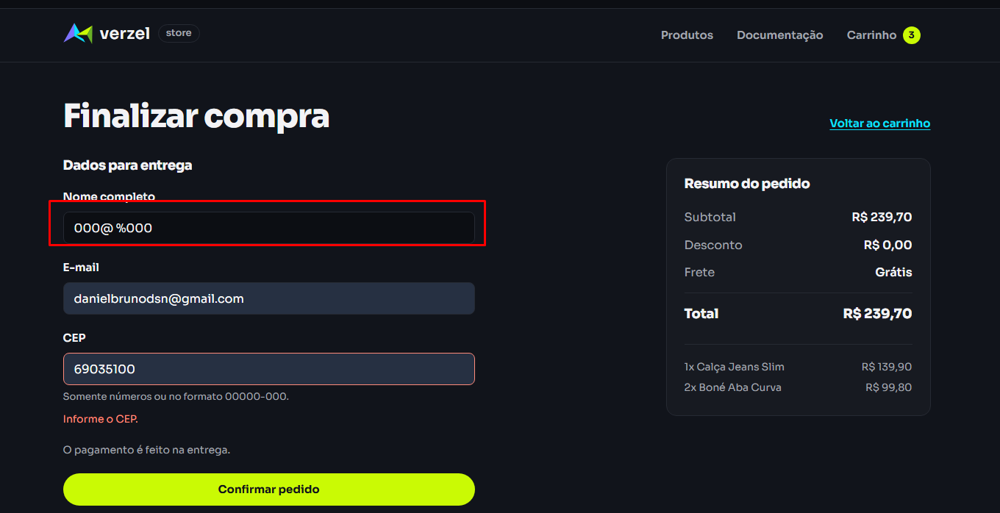 verzel store
Produtos Documentação Carrinho 3
Finalizar compra
Voltar ao carrinho
Dados para entrega
Nome completo
000@ %000
E-mail
danielbrunodsn@gmail.com
CEP
69035100
Somente números ou no formato 00000-000.
Informe o CEP.
O pagamento é feito na entrega.
Confirmar pedido
Resumo do pedido
Subtotal R$ 239,70
Desconto R$ 0,00
Frete Grátis
Total R$ 239,70
1x Calça Jeans Slim R$ 139,90
2x Boné Aba Curva R$ 99,80